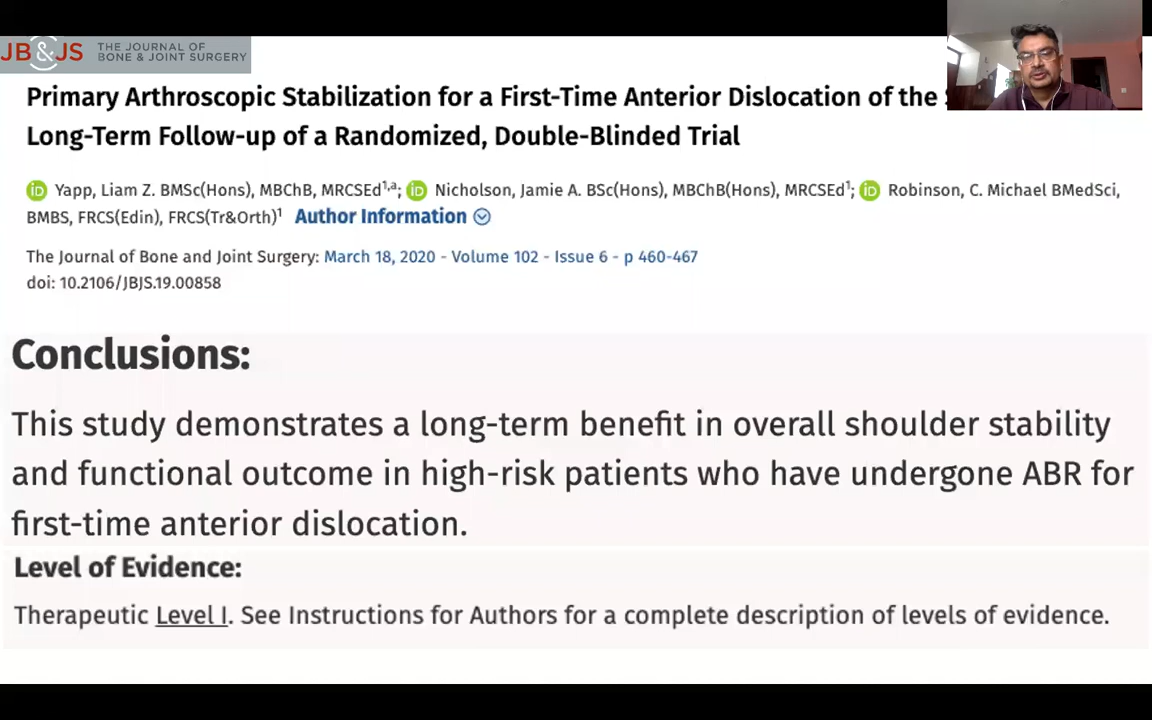 JB&JS THE JOURNAL OF
BONE & JOINT SURGERY
Primary Arthroscopic Stabilization for a First-Time Anterior Dislocation of the
Long-Term Follow-up of a Randomized, Double-Blinded Trial
iD Yapp, Liam Z. BMSc(Hons), MBChB, MRCSEd1,a; iD Nicholson, Jamie A. BSc(Hons), MBChB(Hons), MRCSEd1; iD Robinson, C. Michael BMedSci,
BMBS, FRCS(Edin), FRCS(Tr&Orth)1 Author Information
The Journal of Bone and Joint Surgery: March 18, 2020 - Volume 102 - Issue 6 - p 460-467
doi: 10.2106/JBJS.19.00858
Conclusions:
This study demonstrates a long-term benefit in overall shoulder stability
and functional outcome in high-risk patients who have undergone ABR for
first-time anterior dislocation.
Level of Evidence:
Therapeutic Level I. See Instructions for Authors for a complete description of levels of evidence.